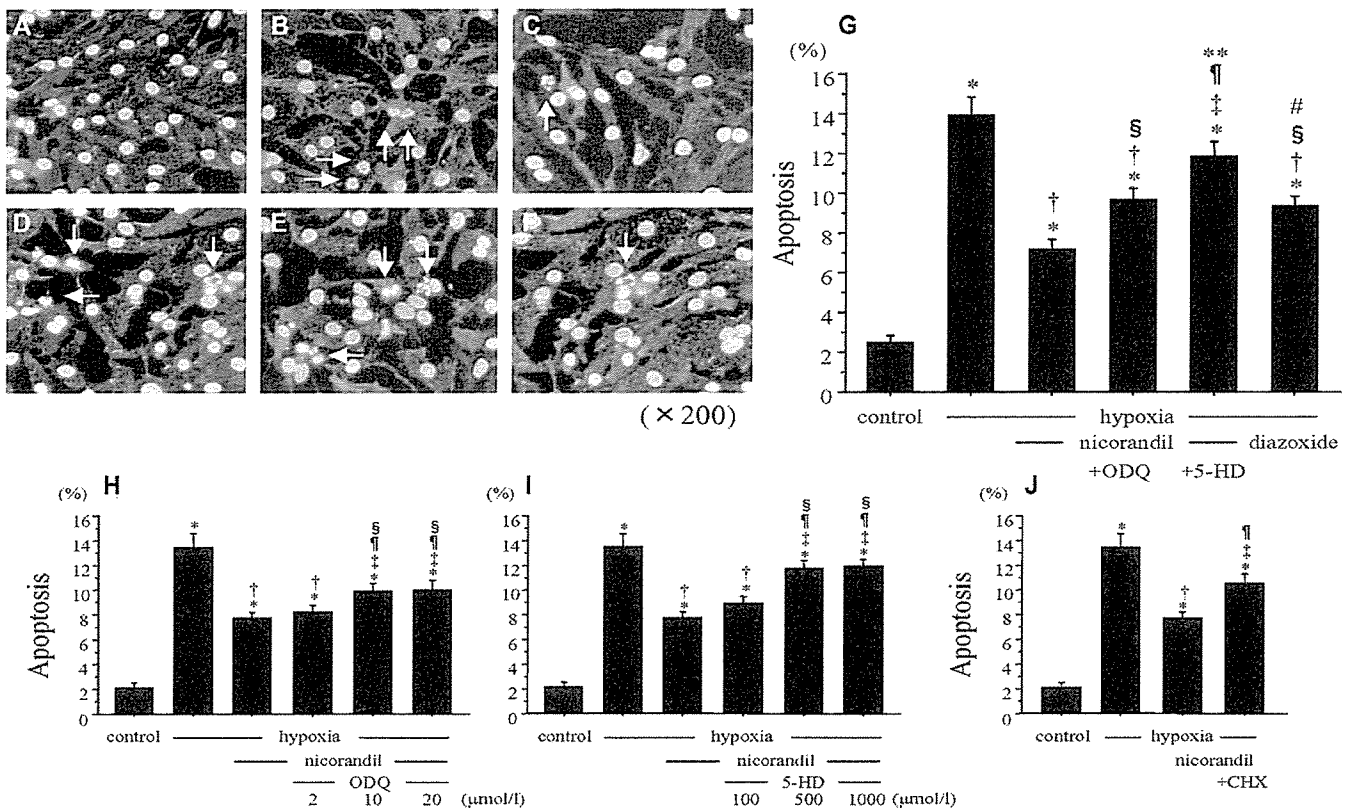 A B C
D E F
(×200)
G
(%)
16
14
12
10
8
6
4
2
0
Apoptosis
*
† *
§ † *
** ¶ ‡ *
# § † *
control hypoxia
nicorandil diazoxide
+ODQ +5-HD
H
(%)
16
14
12
10
8
6
4
2
0
Apoptosis
*
† *
† *
§ ¶ ‡ *
§ ¶ ‡ *
control hypoxia
nicorandil
ODQ
2 10 20 (μmol/l)
I
(%)
16
14
12
10
8
6
4
2
0
*
† *
† *
§ ¶ ‡ *
§ ¶ ‡ *
control hypoxia
nicorandil
5-HD
100 500 1000 (μmol/l)
J
(%)
16
14
12
10
8
6
4
2
0
Apoptosis
*
† *
¶ ‡ *
control hypoxia
nicorandil
+CHX